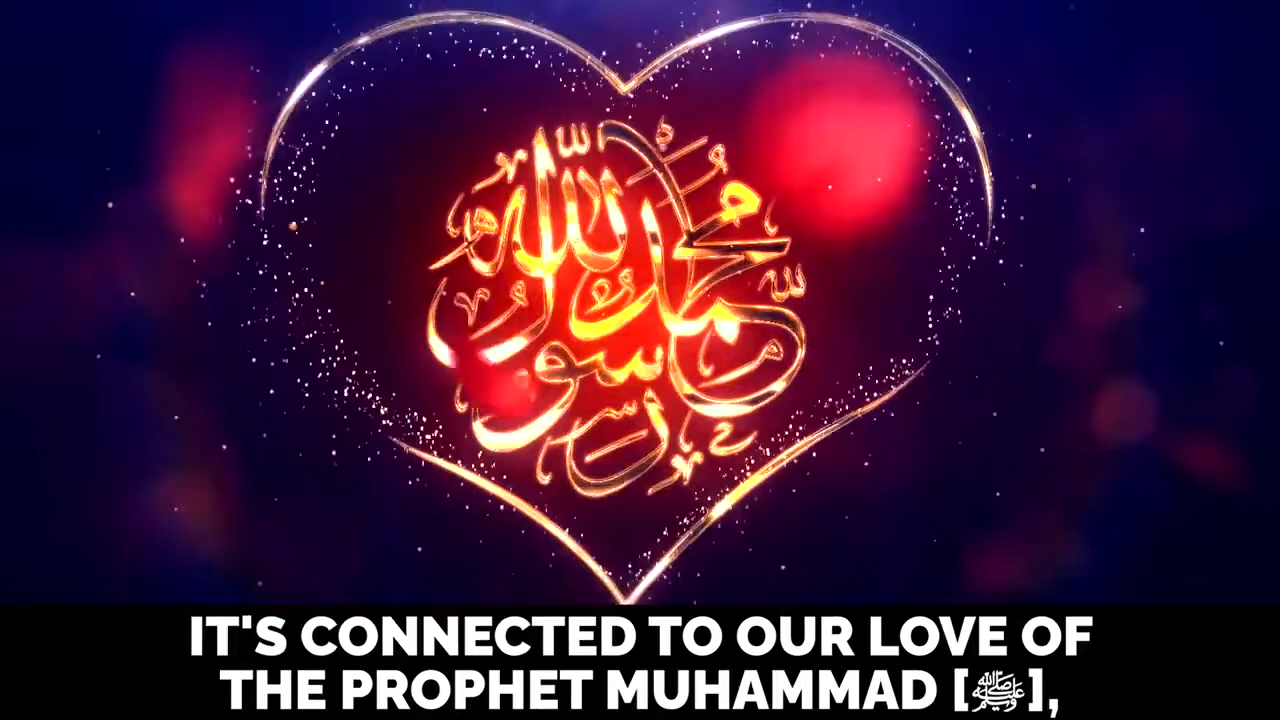 محمد رسول الله
IT'S CONNECTED TO OUR LOVE OF
THE PROPHET MUHAMMAD [ﷺ],